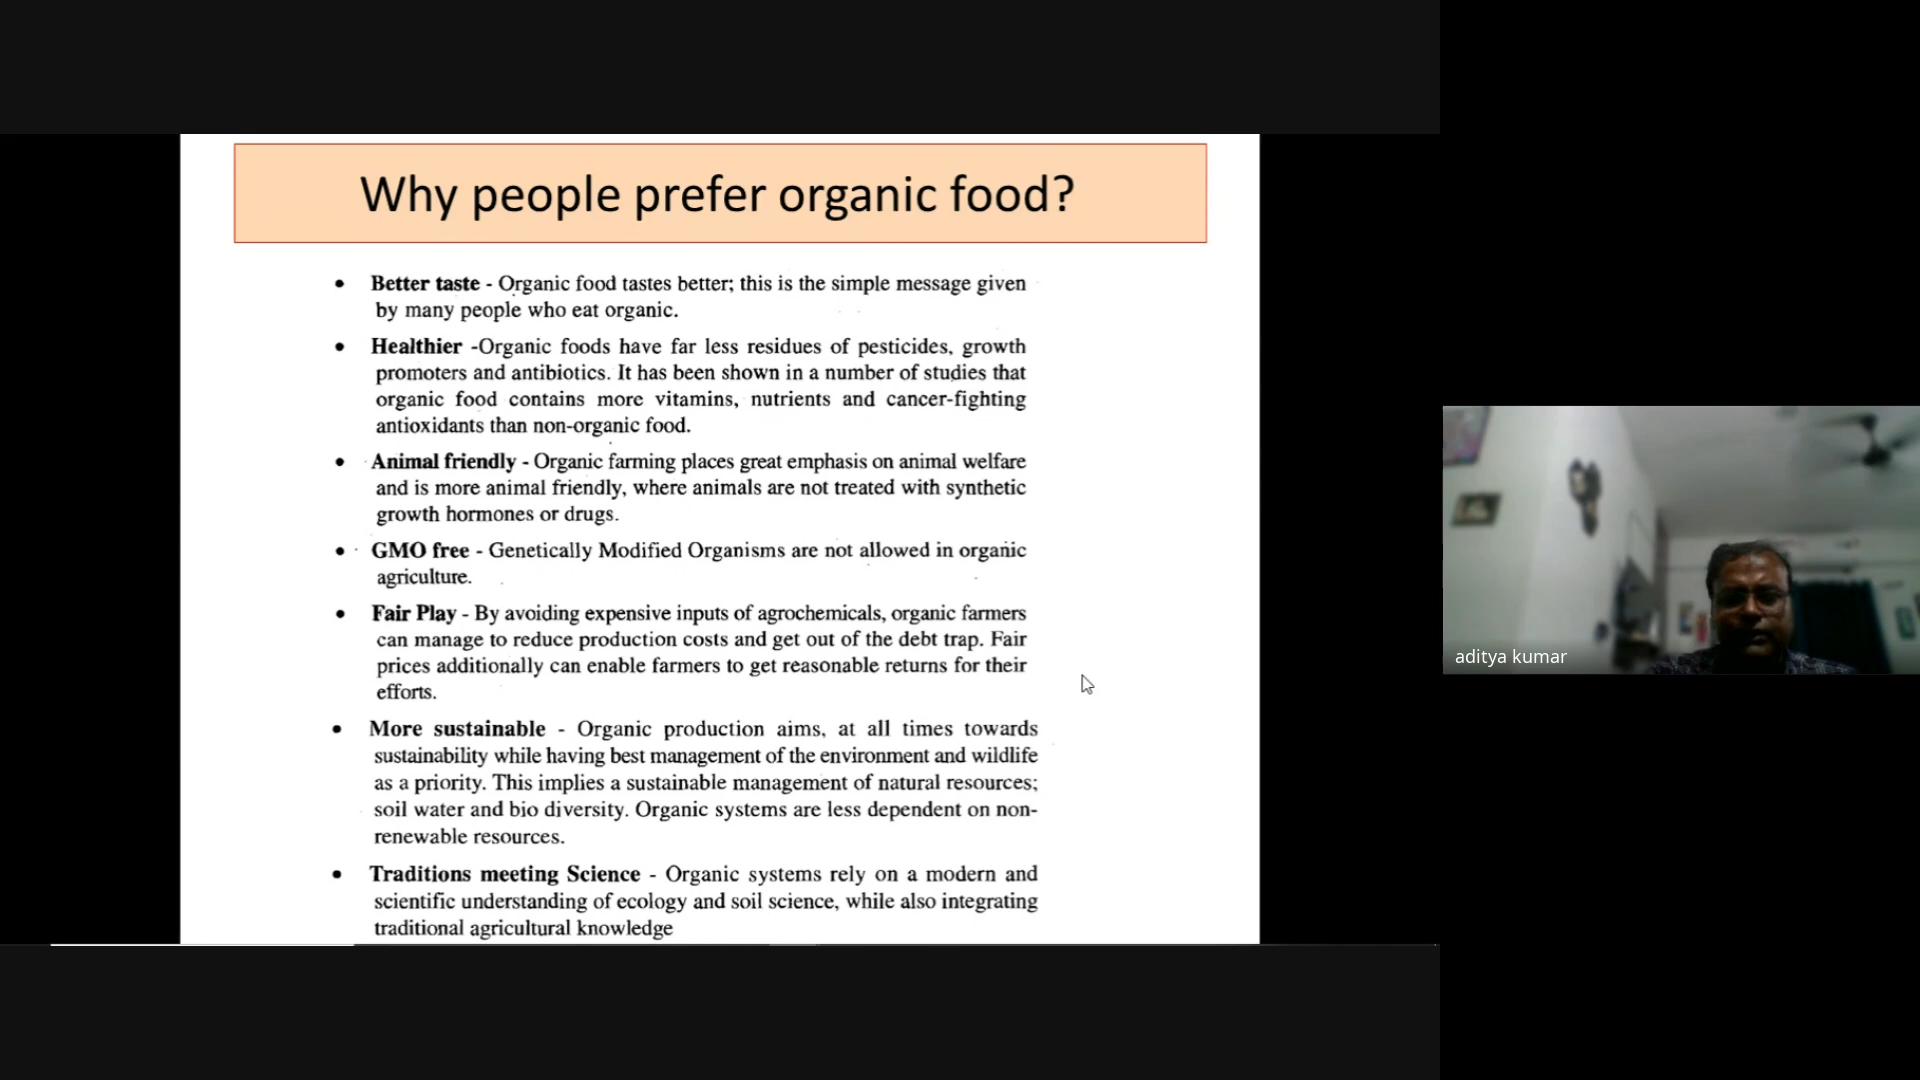 Why people prefer organic food?
• Better taste - Organic food tastes better; this is the simple message given
by many people who eat organic.
• Healthier -Organic foods have far less residues of pesticides, growth
promoters and antibiotics. It has been shown in a number of studies that
organic food contains more vitamins, nutrients and cancer-fighting
antioxidants than non-organic food.
• Animal friendly - Organic farming places great emphasis on animal welfare
and is more animal friendly, where animals are not treated with synthetic
growth hormones or drugs.
• GMO free - Genetically Modified Organisms are not allowed in organic
agriculture.
• Fair Play - By avoiding expensive inputs of agrochemicals, organic farmers
can manage to reduce production costs and get out of the debt trap. Fair
prices additionally can enable farmers to get reasonable returns for their
efforts.
• More sustainable - Organic production aims, at all times towards
sustainability while having best management of the environment and wildlife
as a priority. This implies a sustainable management of natural resources;
soil water and bio diversity. Organic systems are less dependent on non-
renewable resources.
• Traditions meeting Science - Organic systems rely on a modern and
scientific understanding of ecology and soil science, while also integrating
traditional agricultural knowledge
aditya kumar